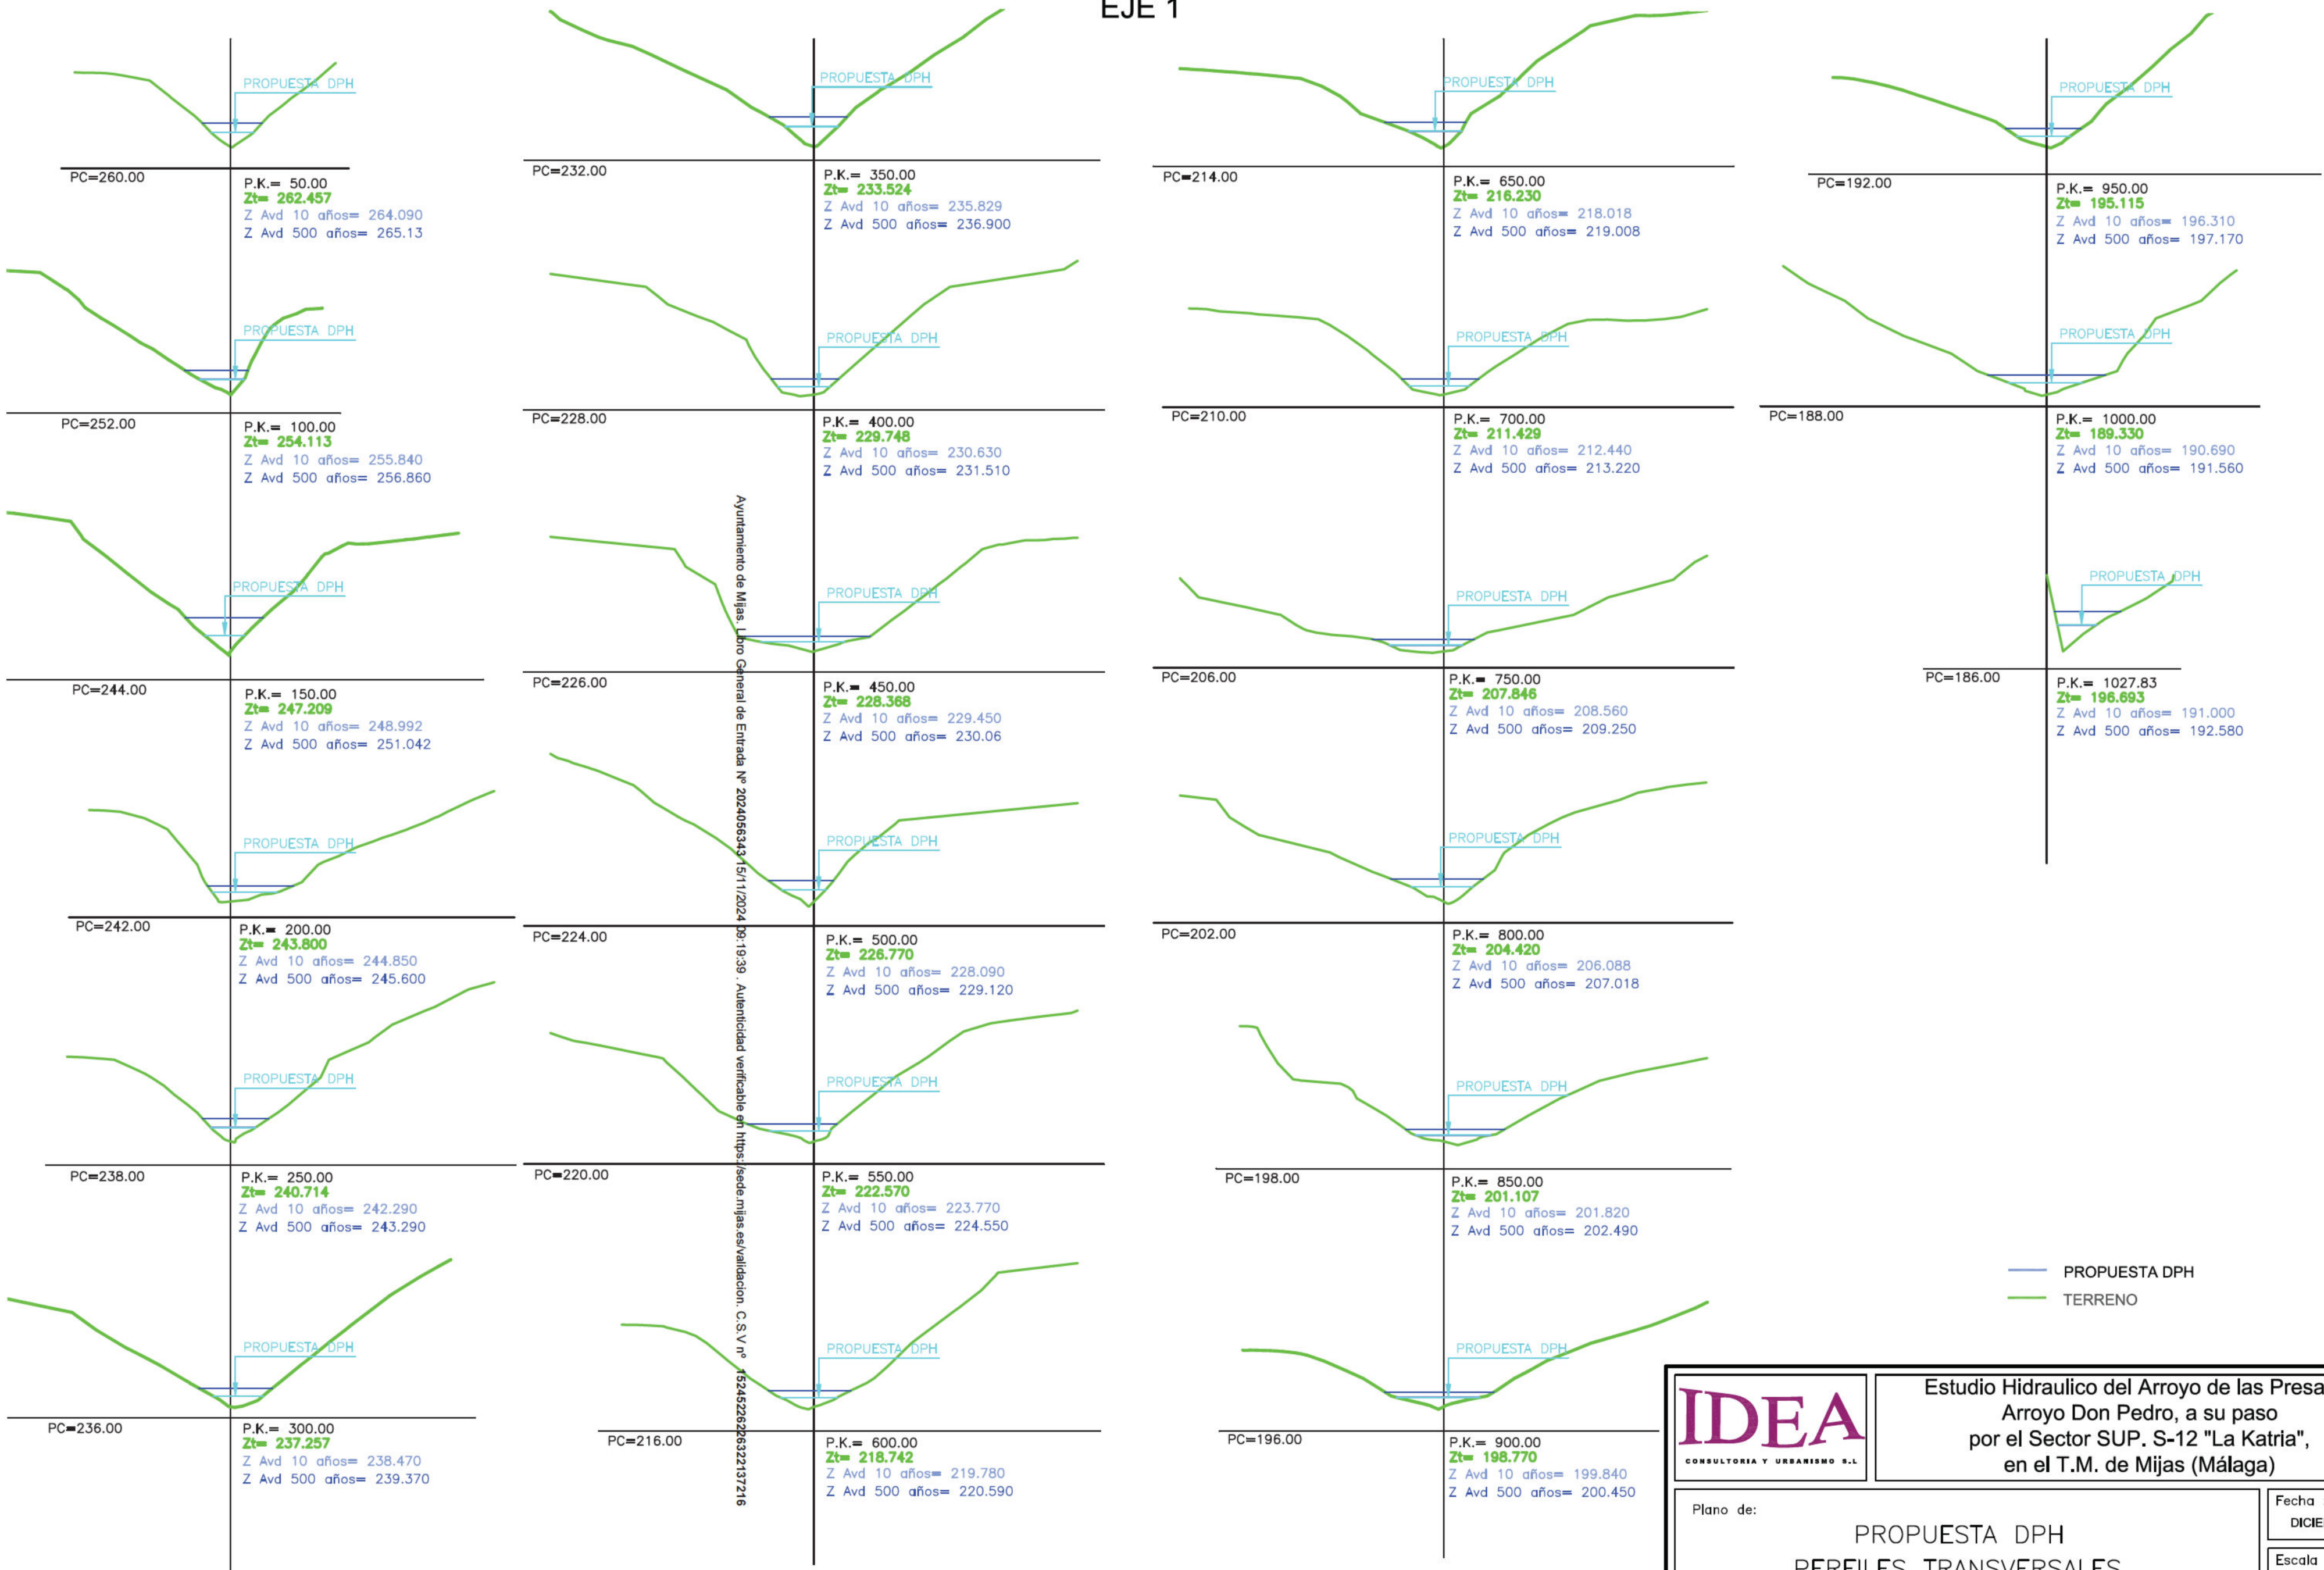 EJE 1
PROPUESTA DPH
PC=260.00
P.K.= 50.00
Zt= 262.457
Z Avd 10 años= 264.090
Z Avd 500 años= 265.13
PROPUESTA DPH
PC=252.00
P.K.= 100.00
Zt= 254.113
Z Avd 10 años= 255.840
Z Avd 500 años= 256.860
PROPUESTA DPH
PC=244.00
P.K.= 150.00
Zt= 247.209
Z Avd 10 años= 248.992
Z Avd 500 años= 251.042
PROPUESTA DPH
PC=242.00
P.K.= 200.00
Zt= 243.800
Z Avd 10 años= 244.850
Z Avd 500 años= 245.600
PROPUESTA DPH
PC=238.00
P.K.= 250.00
Zt= 240.714
Z Avd 10 años= 242.290
Z Avd 500 años= 243.290
PROPUESTA DPH
PC=236.00
P.K.= 300.00
Zt= 237.257
Z Avd 10 años= 238.470
Z Avd 500 años= 239.370
PROPUESTA DPH
PC=232.00
P.K.= 350.00
Zt= 233.524
Z Avd 10 años= 235.829
Z Avd 500 años= 236.900
PROPUESTA DPH
PC=228.00
P.K.= 400.00
Zt= 229.748
Z Avd 10 años= 230.630
Z Avd 500 años= 231.510
PROPUESTA DPH
PC=226.00
P.K.= 450.00
Zt= 228.368
Z Avd 10 años= 229.450
Z Avd 500 años= 230.06
PROPUESTA DPH
PC=224.00
P.K.= 500.00
Zt= 226.770
Z Avd 10 años= 228.090
Z Avd 500 años= 229.120
PROPUESTA DPH
PC=220.00
P.K.= 550.00
Zt= 222.570
Z Avd 10 años= 223.770
Z Avd 500 años= 224.550
PROPUESTA DPH
PC=216.00
P.K.= 600.00
Zt= 218.742
Z Avd 10 años= 219.780
Z Avd 500 años= 220.590
Ayuntamiento de Mijas. Libro General de Entrada Nº 2024056343 15/11/2024 09:19:39 . Autenticidad verificable en https:/sede.mijas.es/validacion. C.S.V nº 15245226222632213​7216
PROPUESTA DPH
PC=214.00
P.K.= 650.00
Zt= 216.230
Z Avd 10 años= 218.018
Z Avd 500 años= 219.008
PROPUESTA DPH
PC=210.00
P.K.= 700.00
Zt= 211.429
Z Avd 10 años= 212.440
Z Avd 500 años= 213.220
PROPUESTA DPH
PC=206.00
P.K.= 750.00
Zt= 207.846
Z Avd 10 años= 208.560
Z Avd 500 años= 209.250
PROPUESTA DPH
PC=202.00
P.K.= 800.00
Zt= 204.420
Z Avd 10 años= 206.088
Z Avd 500 años= 207.018
PROPUESTA DPH
PC=198.00
P.K.= 850.00
Zt= 201.107
Z Avd 10 años= 201.820
Z Avd 500 años= 202.490
PROPUESTA DPH
PC=196.00
P.K.= 900.00
Zt= 198.770
Z Avd 10 años= 199.840
Z Avd 500 años= 200.450
PROPUESTA DPH
PC=192.00
P.K.= 950.00
Zt= 195.115
Z Avd 10 años= 196.310
Z Avd 500 años= 197.170
PROPUESTA DPH
PC=188.00
P.K.= 1000.00
Zt= 189.330
Z Avd 10 años= 190.690
Z Avd 500 años= 191.560
PROPUESTA DPH
PC=186.00
P.K.= 1027.83
Zt= 196.693
Z Avd 10 años= 191.000
Z Avd 500 años= 192.580
PROPUESTA DPH
TERRENO
IDEA
CONSULTORIA Y URBANISMO S.L
Estudio Hidraulico del Arroyo de las Presa
Arroyo Don Pedro, a su paso
por el Sector SUP. S-12 "La Katria",
en el T.M. de Mijas (Málaga)
Plano de:
PROPUESTA DPH
PERFILES TRANSVERSALES
Fecha
DICIE
Escala